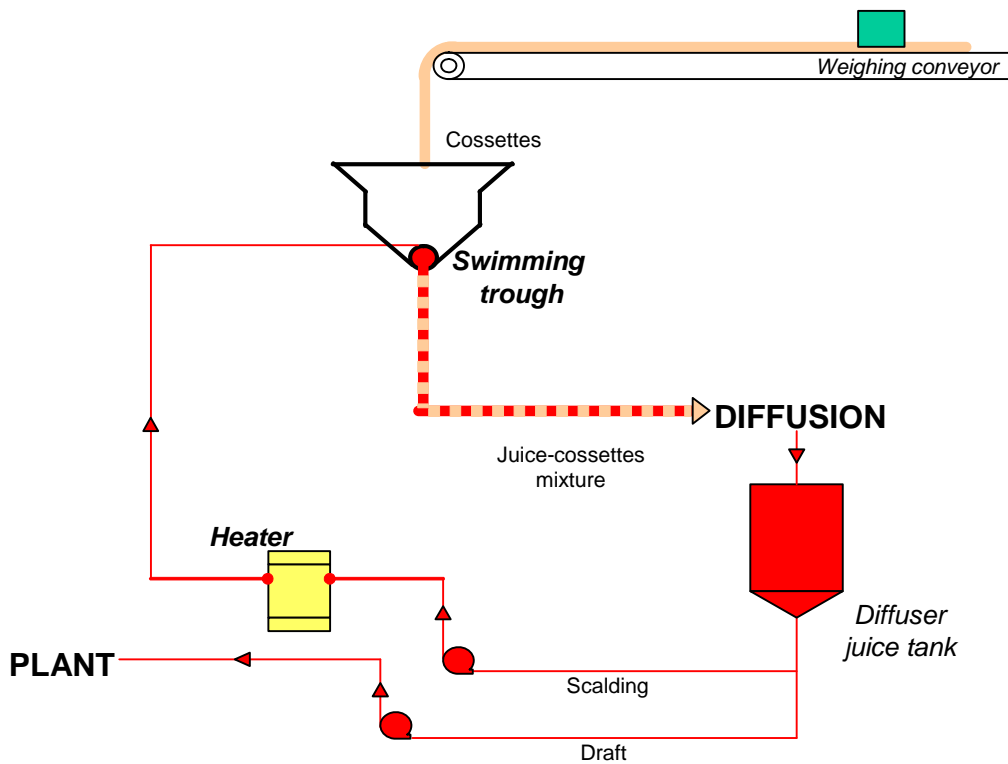 Weighing conveyor
Cossettes
Swimming
trough
DIFFUSION
Juice-cossettes
mixture
Heater
Diffuser
juice tank
PLANT
Scalding
Draft